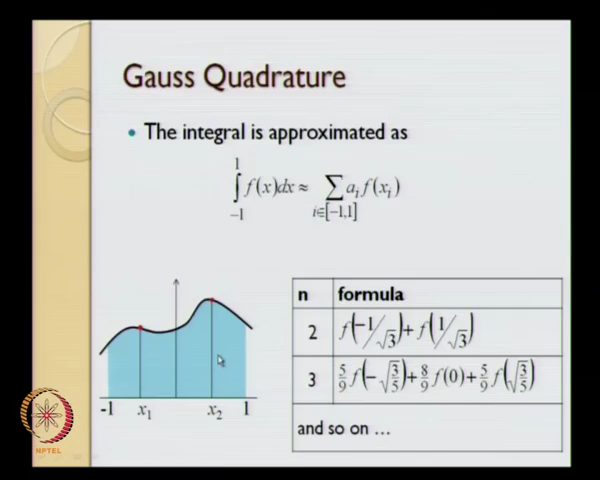 Gauss Quadrature
• The integral is approximated as
∫_{-1}^{1} f(x)dx ≈ ∑_{i∈[-1,1]} a_i f(x_i)
n formula
2 f(-1/√3)+f(1/√3)
3 5/9 f(-√(3/5))+8/9 f(0)+5/9 f(√(3/5))
and so on ...
-1 x₁ x₂ 1
NPTEL